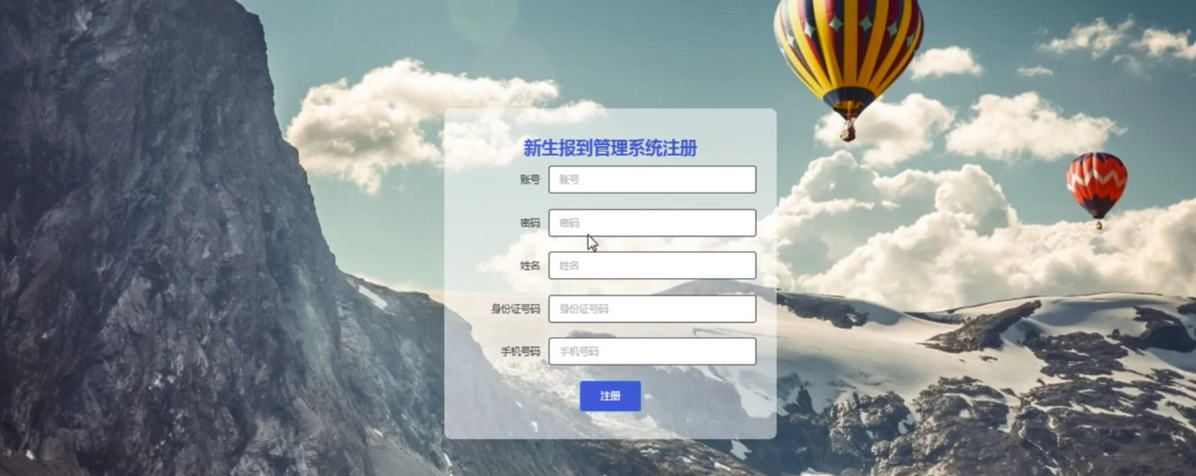 新生报到管理系统注册
账号 账号
密码 密码
姓名 姓名
身份证号码 身份证号码
手机号码 手机号码
注册